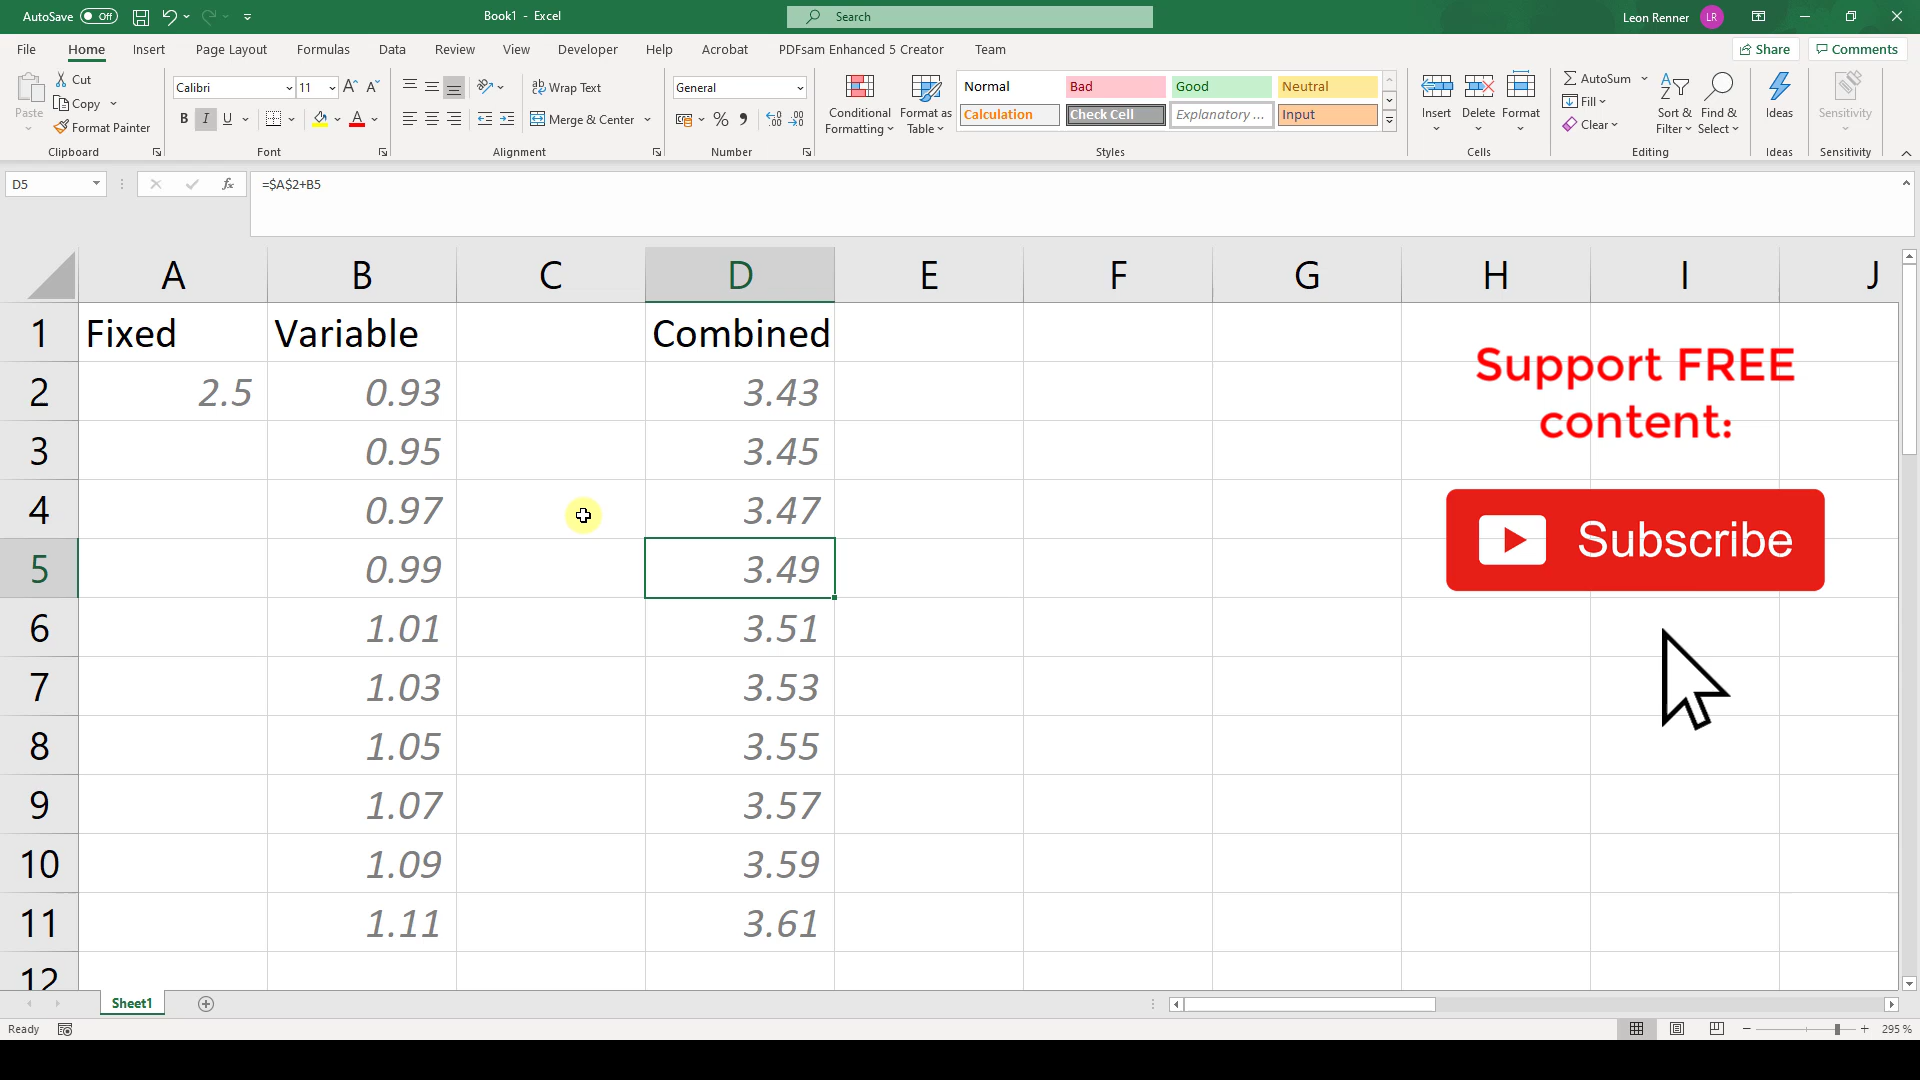 AutoSave Off Book1 - Excel Search Leon Renner LR
File Home Insert Page Layout Formulas Data Review View Developer Help Acrobat PDFsam Enhanced 5 Creator Team Share Comments
Paste Cut Copy Format Painter Clipboard
Calibri 11 A A B I U A Font
Wrap Text Merge & Center Alignment
General % Number
Conditional Formatting Format as Table
Normal Bad Good Neutral
Calculation Check Cell Explanatory ... Input
Styles
Insert Delete Format Cells
AutoSum Fill Clear Sort & Filter Find & Select Editing
Ideas Ideas
Sensitivity Sensitivity
D5 fx =$A$2+B5
A B C D E F G H I J
1 Fixed Variable Combined
2 2.5 0.93 3.43
3 0.95 3.45
4 0.97 3.47
5 0.99 3.49
6 1.01 3.51
7 1.03 3.53
8 1.05 3.55
9 1.07 3.57
10 1.09 3.59
11 1.11 3.61
12
Support FREE
content:
Subscribe
Sheet1
Ready 295 %